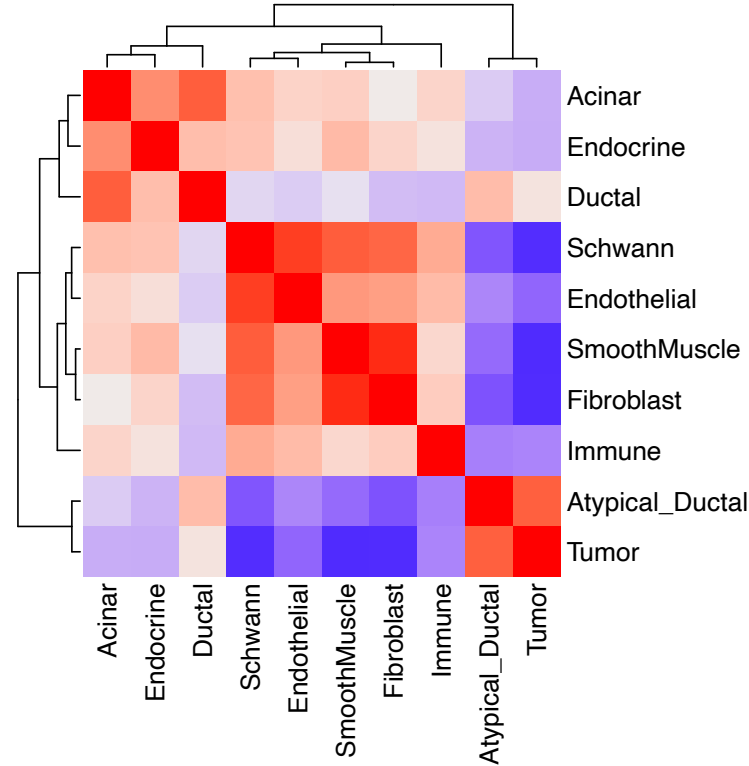 Acinar
Endocrine
Ductal
Schwann
Endothelial
SmoothMuscle
Fibroblast
Immune
Atypical_Ductal
Tumor
Acinar
Endocrine
Ductal
Schwann
Endothelial
SmoothMuscle
Fibroblast
Immune
Atypical_Ductal
Tumor